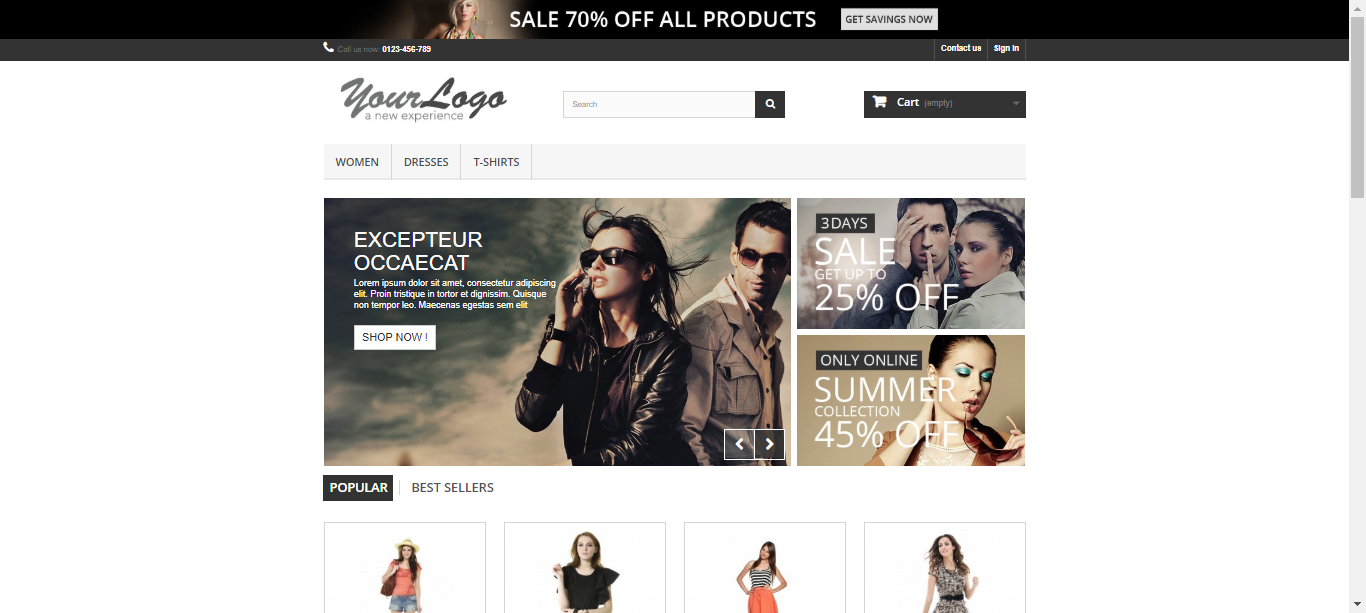 SALE 70% OFF ALL PRODUCTS
GET SAVINGS NOW
Call us now: 0123-456-789
Contact us
Sign in
YourLogo
a new experience
Search
Cart (empty)
WOMEN
DRESSES
T-SHIRTS
EXCEPTEUR
OCCAECAT
Lorem ipsum dolor sit amet, consectetur adipiscing
elit. Proin tristique in tortor et dignissim. Quisque
non tempor leo. Maecenas egestas sem elit
SHOP NOW !
3 DAYS
SALE
GET UP TO
25% OFF
ONLY ONLINE
SUMMER
COLLECTION
45% OFF
POPULAR
BEST SELLERS